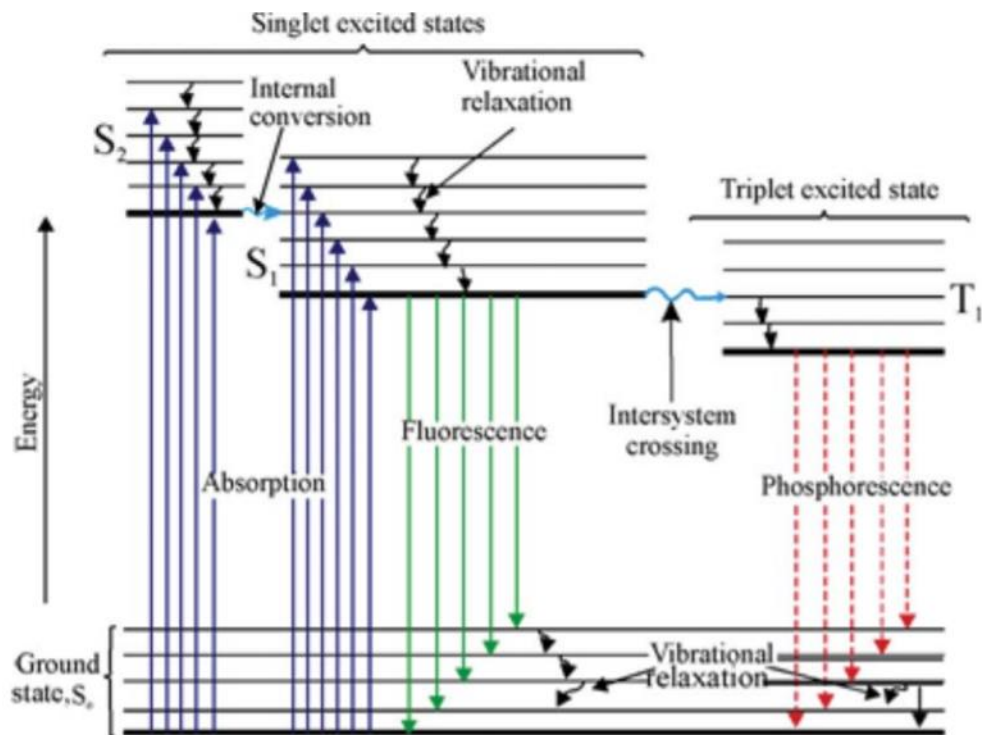 Singlet excited states
Vibrational
relaxation
Internal
conversion
S2
Triplet excited state
S1
T1
Energy
Fluorescence
Intersystem
crossing
Absorption
Phosphorescence
Ground
state,S0
Vibrational
relaxation